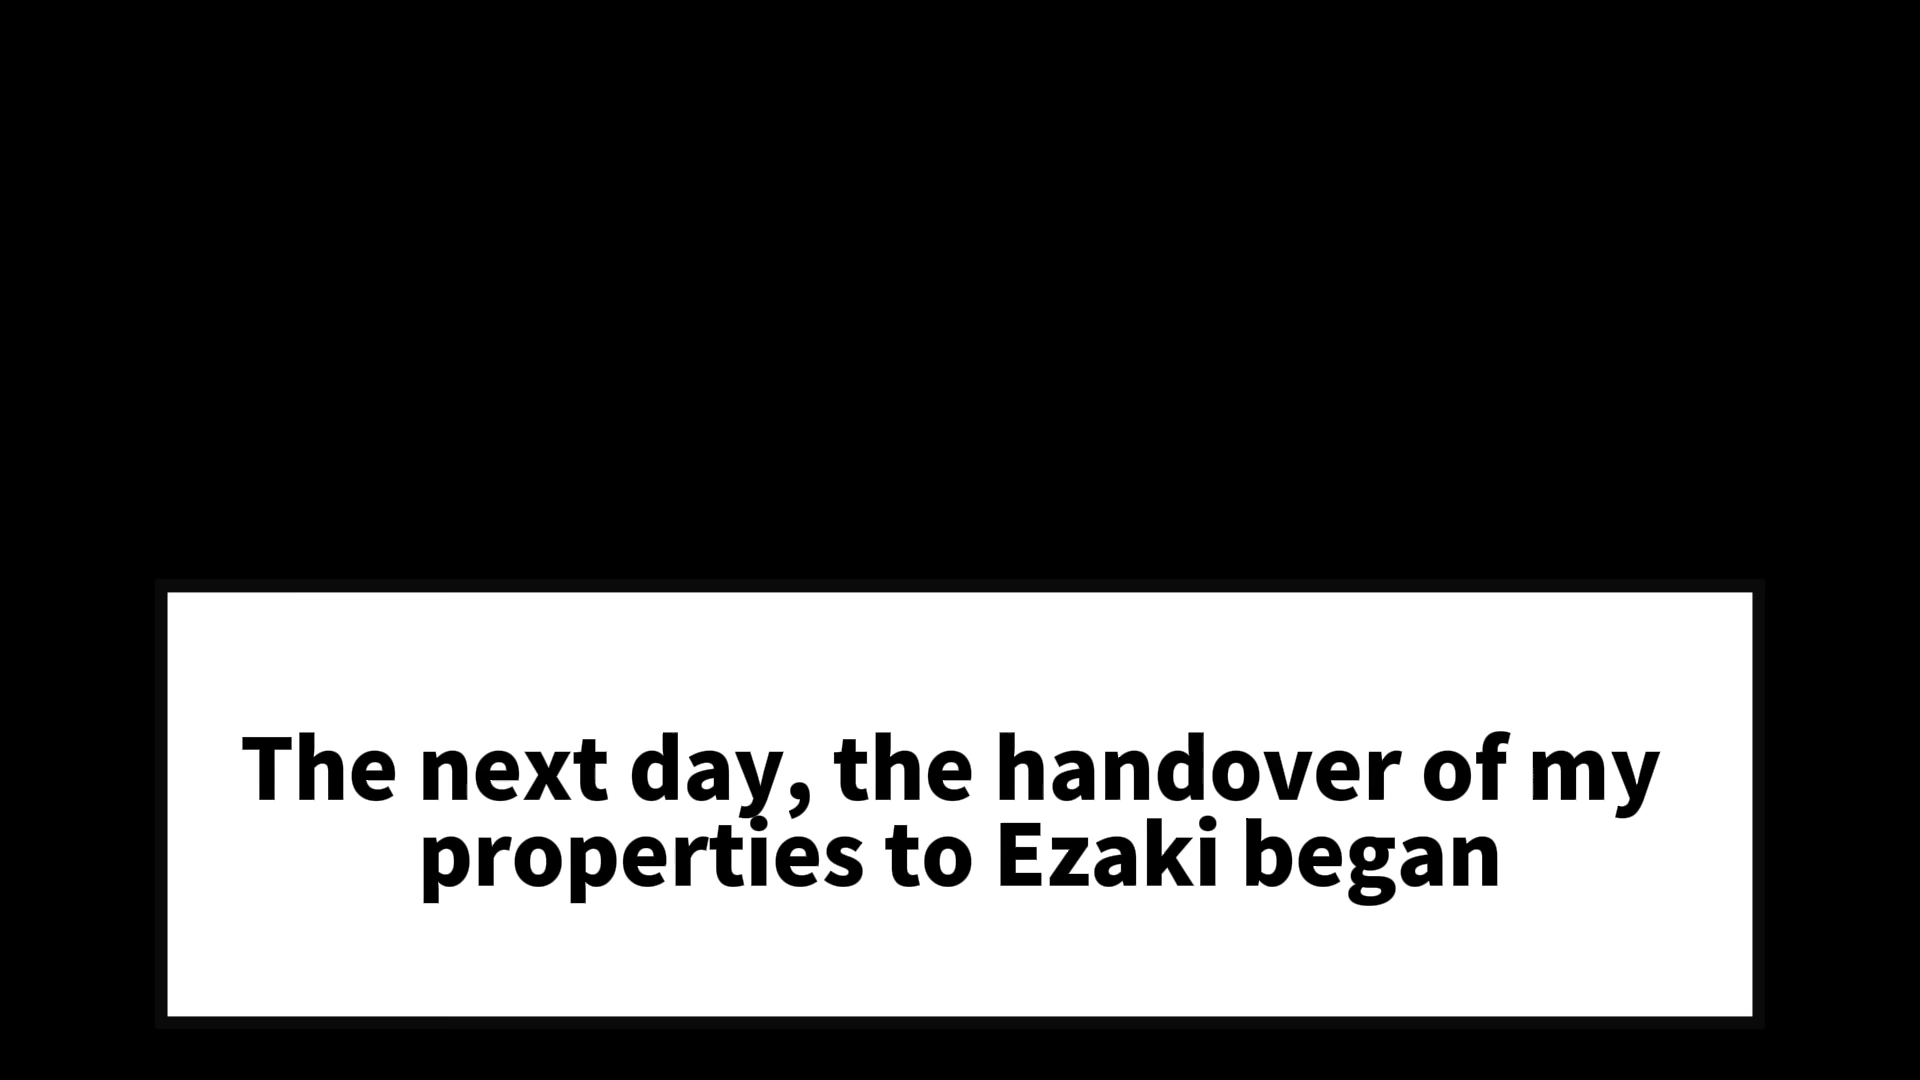 The next day, the handover of my
properties to Ezaki began